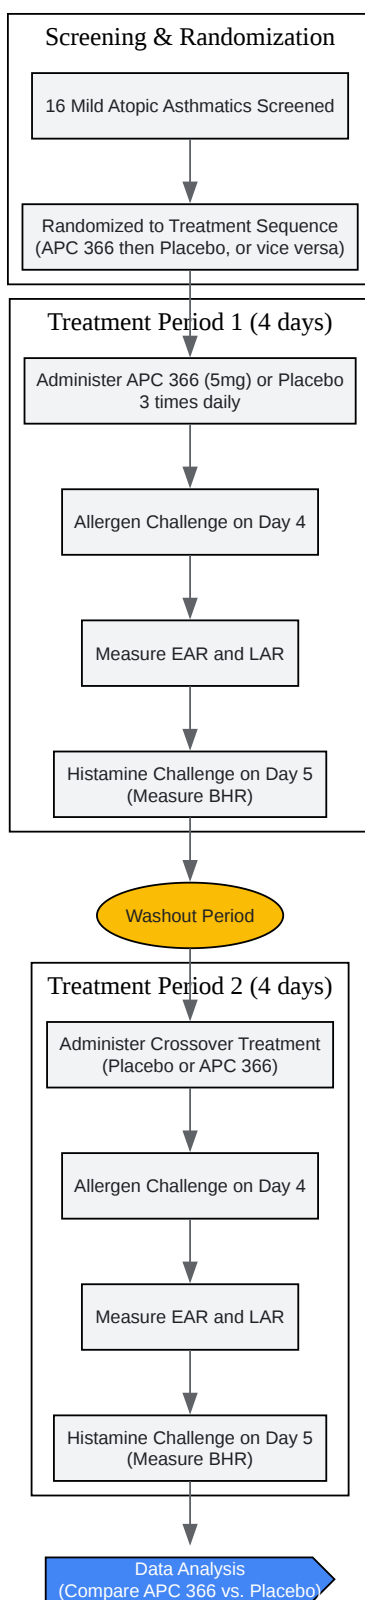 Screening & Randomization
16 Mild Atopic Asthmatics Screened
Randomized to Treatment Sequence
(APC 366 then Placebo, or vice versa)
Treatment Period 1 (4 days)
Administer APC 366 (5mg) or Placebo
3 times daily
Allergen Challenge on Day 4
Measure EAR and LAR
Histamine Challenge on Day 5
(Measure BHR)
Washout Period
Treatment Period 2 (4 days)
Administer Crossover Treatment
(Placebo or APC 366)
Allergen Challenge on Day 4
Measure EAR and LAR
Histamine Challenge on Day 5
(Measure BHR)
Data Analysis
(Compare APC 366 vs. Placebo)